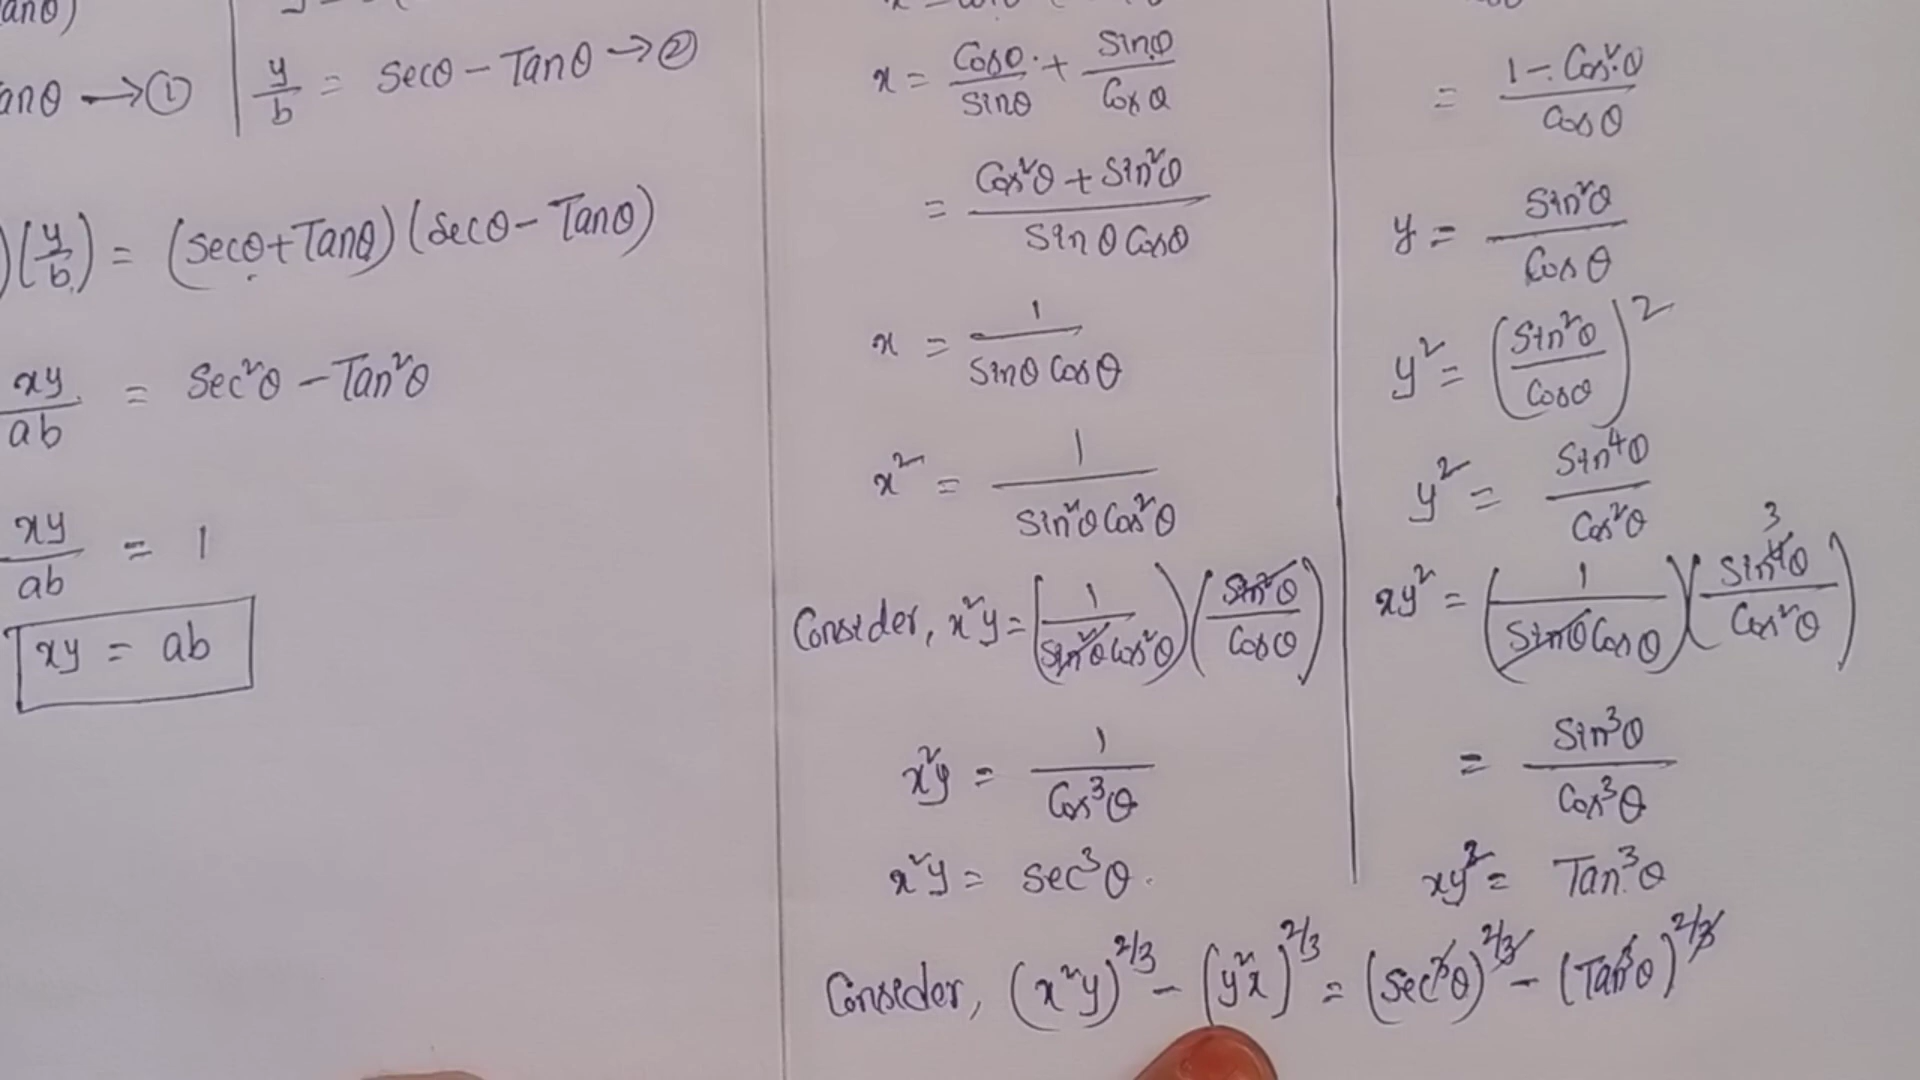 anθ)
anθ → ①
y/b = Secθ - Tanθ → ②
)(y/b) = (Secθ+Tanθ)(Secθ-Tanθ)
xy/ab = Sec²θ - Tan²θ
xy/ab = 1
xy = ab
x = Cosθ/Sinθ + Sinθ/Cosθ
= Cos²θ + Sin²θ / Sinθ Cosθ
x = 1/Sinθ Cosθ
x² = 1/Sin²θ Cos²θ
Consider, x²y = (1/Sin²θ Cos²θ)(Sin²θ/Cosθ)
x²y = 1/Cos³θ
x²y = Sec³θ.
= 1 - Cos²θ / Cosθ
y = Sin²θ/Cosθ
y² = (Sin²θ/Cosθ)²
y² = Sin⁴θ/Cos²θ
3
xy² = (1/Sinθ Cosθ)(Sin⁴θ/Cos²θ)
= Sin³θ/Cos³θ
xy² = Tan³θ
Consider, (x²y)^2/3 - (y²x)^2/3 = (Sec³θ)^2/3 - (Tan³θ)^2/3